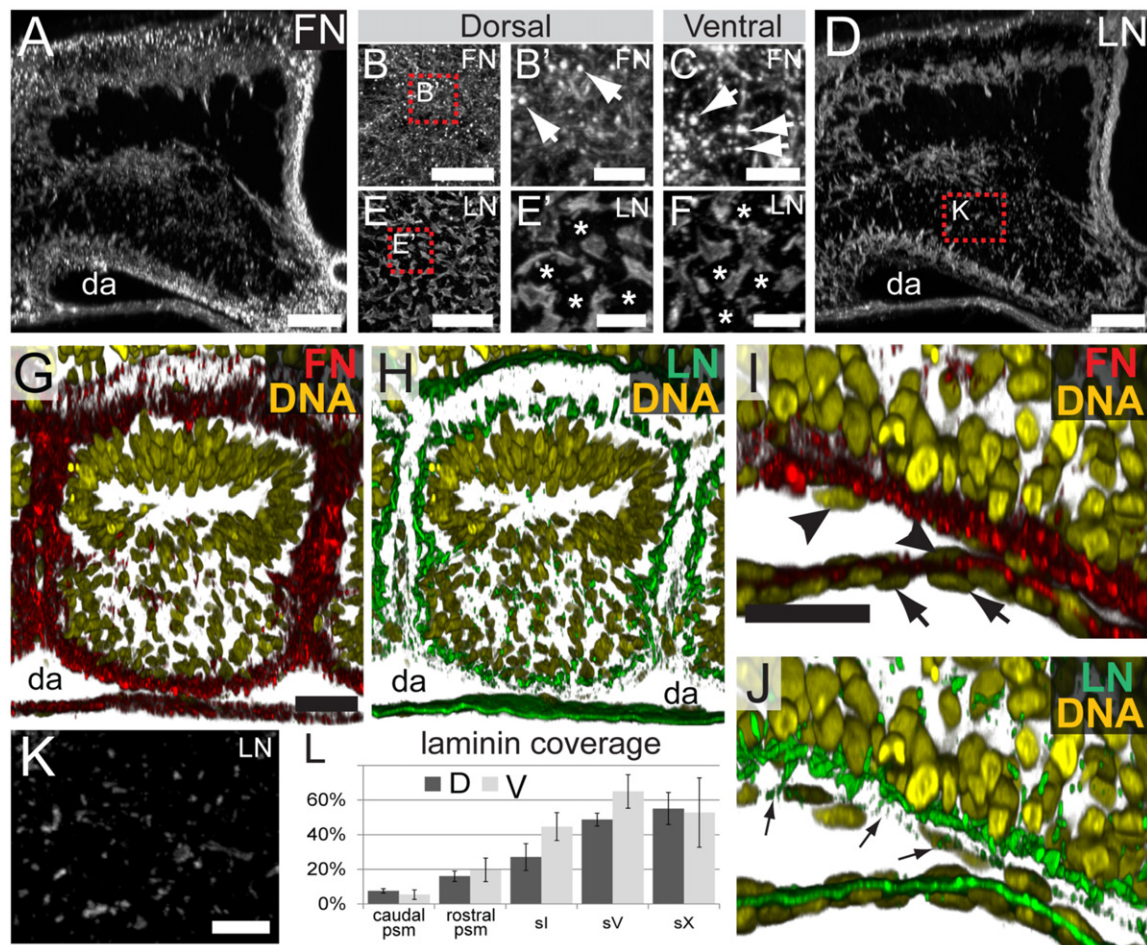 A FN
Dorsal
Ventral
B FN
B'
B' FN
C FN
D LN
E LN
E'
E' LN
* * * * *
F LN
* * * * *
K
da
da
G FN
DNA
H LN
DNA
I FN
DNA
da
da
J LN
DNA
K LN
L laminin coverage
D V
60%
40%
20%
0%
caudal psm
rostral psm
sI
sV
sX